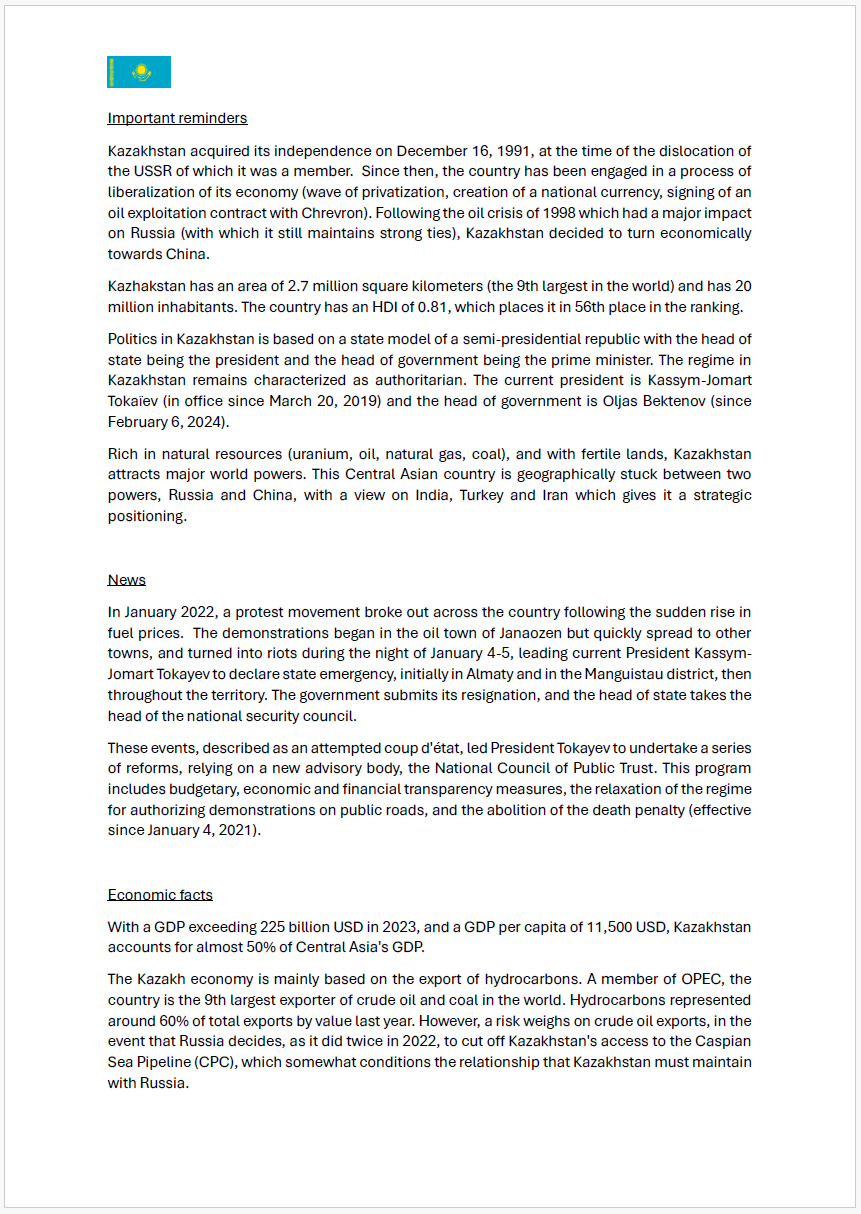 Important reminders
Kazakhstan acquired its independence on December 16, 1991, at the time of the dislocation of
the USSR of which it was a member.  Since then, the country has been engaged in a process of
liberalization of its economy (wave of privatization, creation of a national currency, signing of an
oil exploitation contract with Chrevron). Following the oil crisis of 1998 which had a major impact
on Russia (with which it still maintains strong ties), Kazakhstan decided to turn economically
towards China.
Kazhakstan has an area of 2.7 million square kilometers (the 9th largest in the world) and has 20
million inhabitants. The country has an HDI of 0.81, which places it in 56th place in the ranking.
Politics in Kazakhstan is based on a state model of a semi-presidential republic with the head of
state being the president and the head of government being the prime minister. The regime in
Kazakhstan remains characterized as authoritarian. The current president is Kassym-Jomart
Tokaïev (in office since March 20, 2019) and the head of government is Oljas Bektenov (since
February 6, 2024).
Rich in natural resources (uranium, oil, natural gas, coal), and with fertile lands, Kazakhstan
attracts major world powers. This Central Asian country is geographically stuck between two
powers, Russia and China, with a view on India, Turkey and Iran which gives it a strategic
positioning.
News
In January 2022, a protest movement broke out across the country following the sudden rise in
fuel prices.  The demonstrations began in the oil town of Janaozen but quickly spread to other
towns, and turned into riots during the night of January 4-5, leading current President Kassym-
Jomart Tokayev to declare state emergency, initially in Almaty and in the Manguistau district, then
throughout the territory. The government submits its resignation, and the head of state takes the
head of the national security council.
These events, described as an attempted coup d'état, led President Tokayev to undertake a series
of reforms, relying on a new advisory body, the National Council of Public Trust. This program
includes budgetary, economic and financial transparency measures, the relaxation of the regime
for authorizing demonstrations on public roads, and the abolition of the death penalty (effective
since January 4, 2021).
Economic facts
With a GDP exceeding 225 billion USD in 2023, and a GDP per capita of 11,500 USD, Kazakhstan
accounts for almost 50% of Central Asia's GDP.
The Kazakh economy is mainly based on the export of hydrocarbons. A member of OPEC, the
country is the 9th largest exporter of crude oil and coal in the world. Hydrocarbons represented
around 60% of total exports by value last year. However, a risk weighs on crude oil exports, in the
event that Russia decides, as it did twice in 2022, to cut off Kazakhstan's access to the Caspian
Sea Pipeline (CPC), which somewhat conditions the relationship that Kazakhstan must maintain
with Russia.